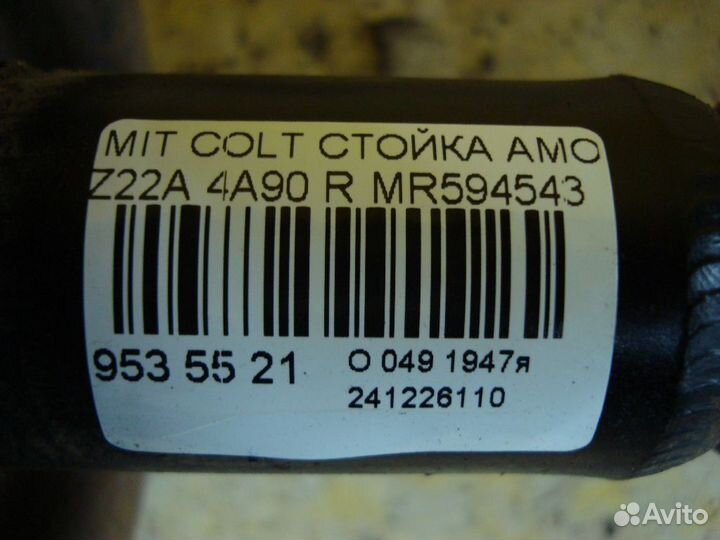 MIT COLT СТОЙКА АМО
Z22A 4A90 R MR594543
953 55 21
О 049 1947я
241226110
Avito